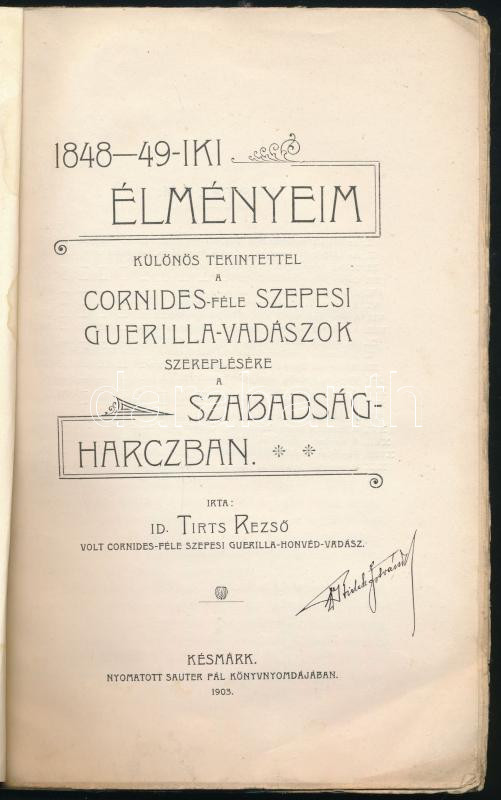 1848—49-IKI
ÉLMÉNYEIM
KÜLÖNÖS TEKINTETTEL
A
CORNIDES-FÉLE SZEPESI
GUERILLA-VADÁSZOK
SZEREPLÉSÉRE
A
SZABADSÁG-
HARCZBAN.
IRTA:
ID. TIRTS REZSŐ
VOLT CORNIDES-FÉLE SZEPESI GUERILLA-HONVÉD-VADÁSZ.
KÉSMÁRK.
NYOMATOTT SAUTER PÁL KÖNYVNYOMDÁJÁBAN.
1903.